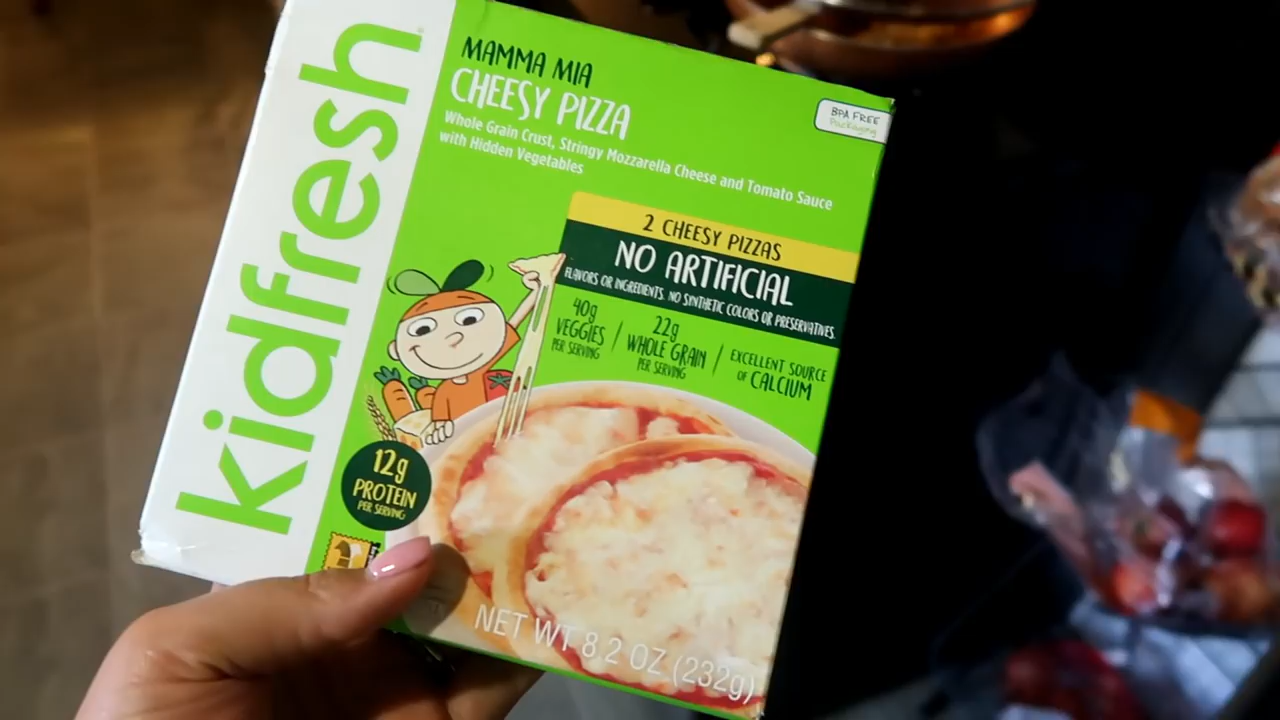 kidfresh
MAMMA MIA
CHEESY PIZZA
Whole Grain Crust, Stringy Mozzarella Cheese and Tomato Sauce
with Hidden Vegetables
BPA FREE
Packaging
2 CHEESY PIZZAS
NO ARTIFICIAL
FLAVORS OR INGREDIENTS. NO SYNTHETIC COLORS OR PRESERVATIVES.
40g
VEGGIES
PER SERVING
22g
WHOLE GRAIN
PER SERVING
EXCELLENT SOURCE
OF CALCIUM
12g
PROTEIN
PER SERVING
NET WT 8.2 OZ (232g)